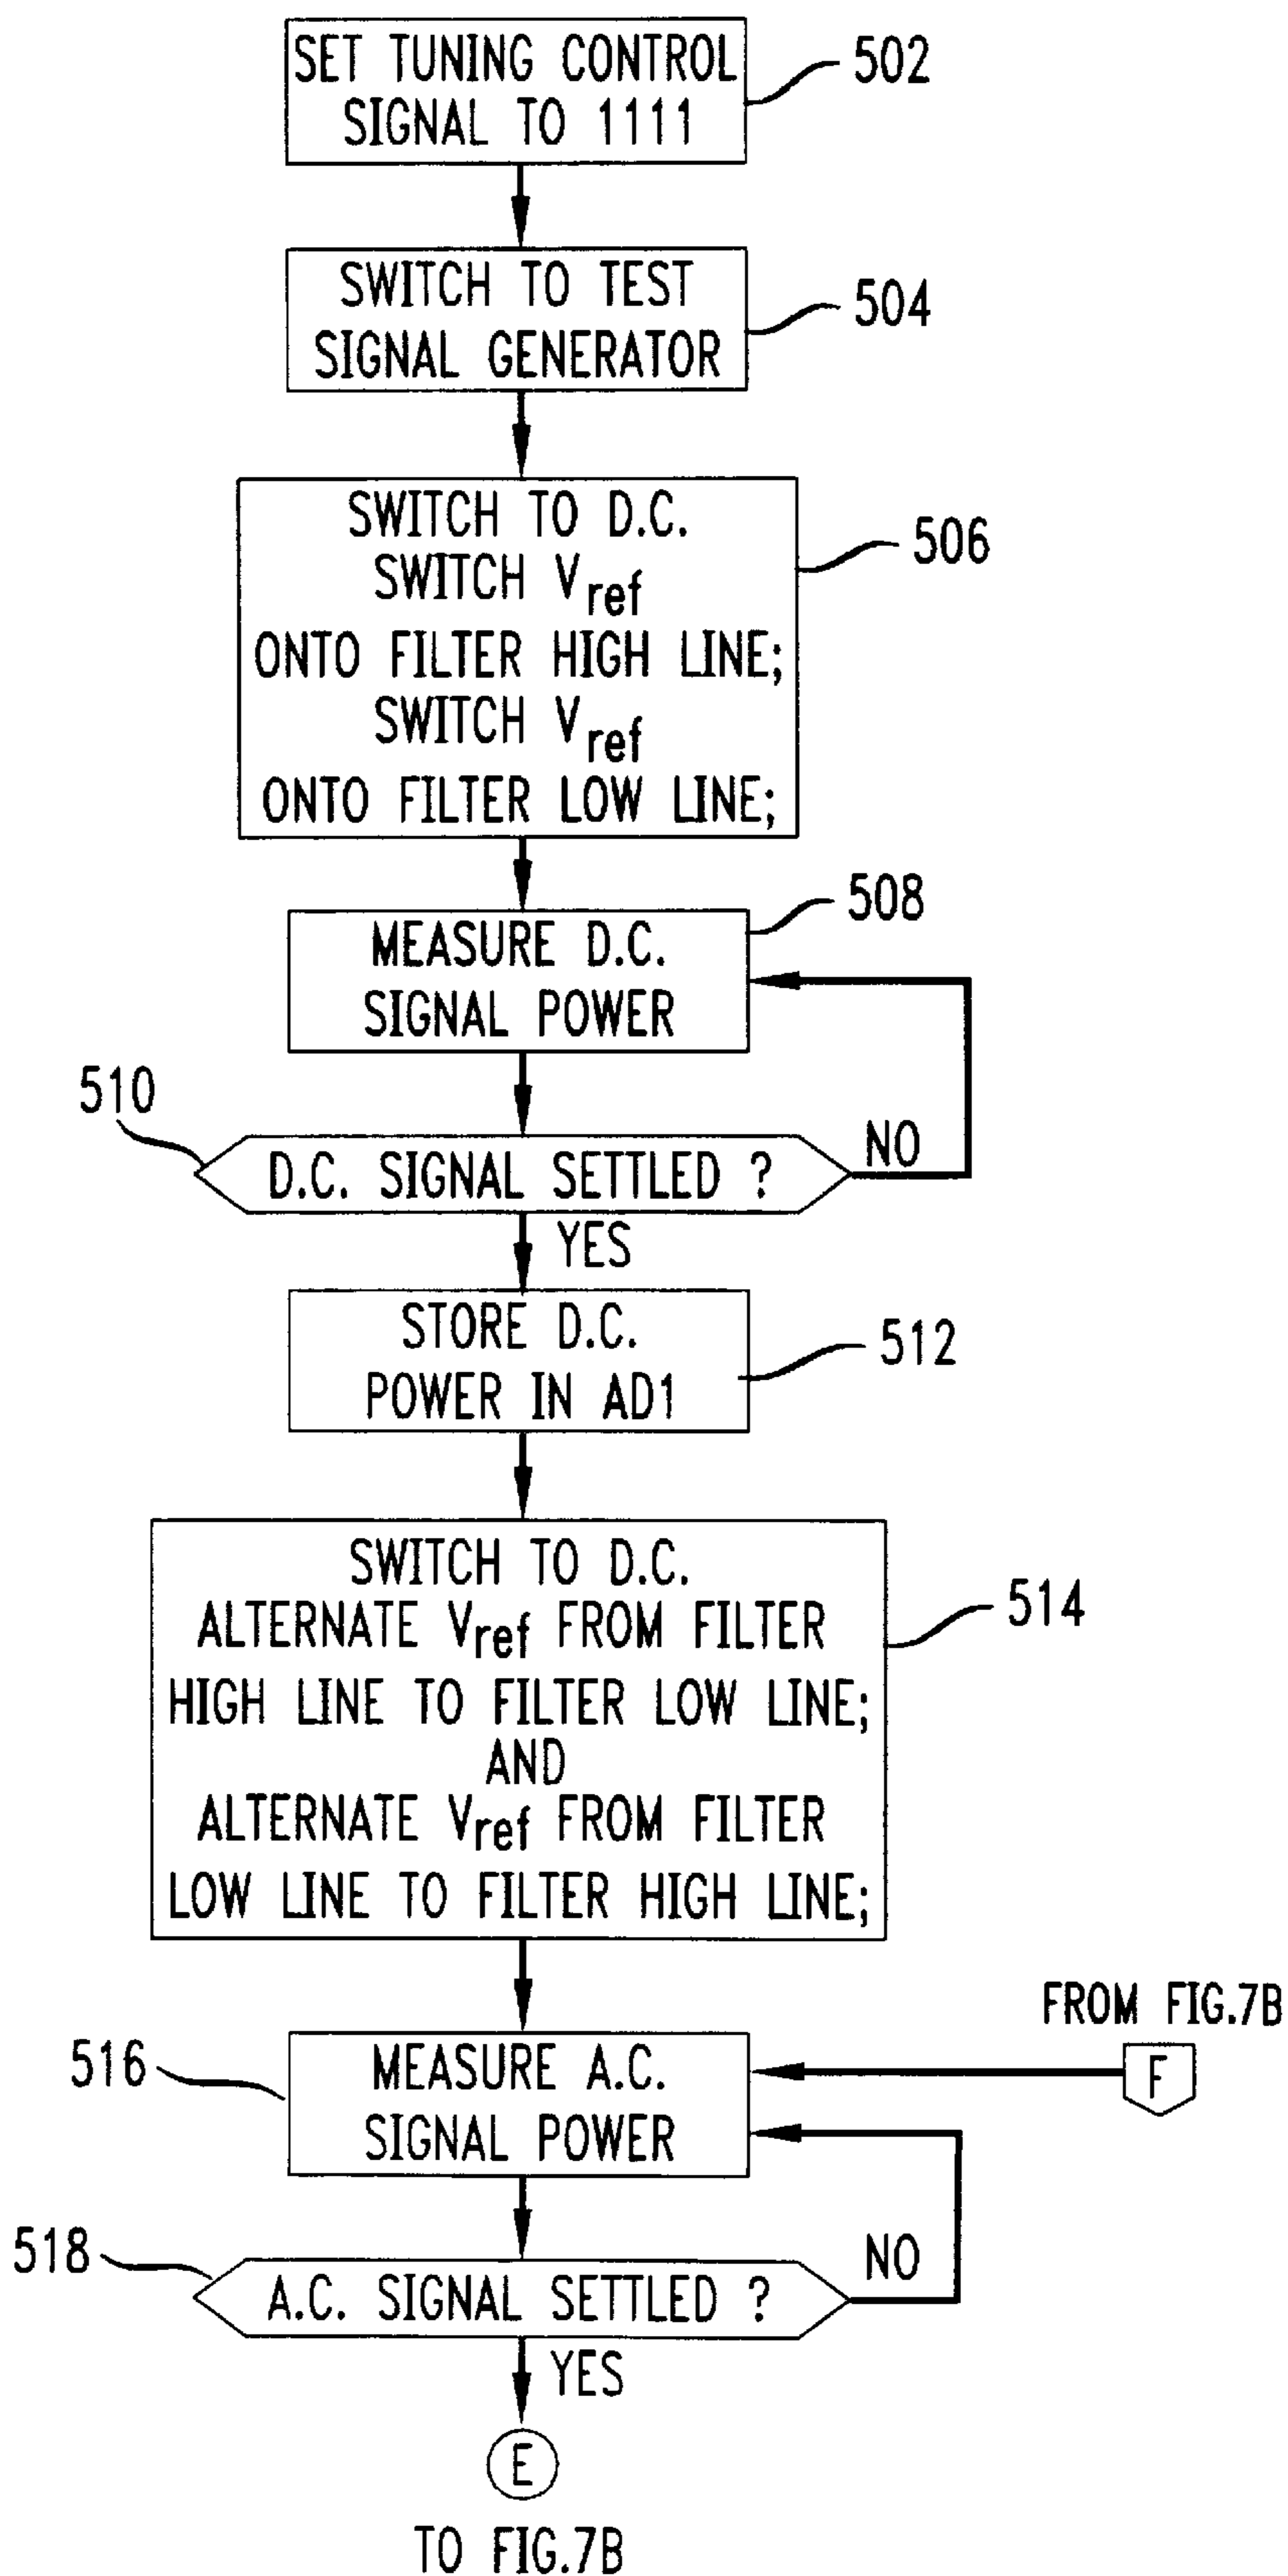 SET TUNING CONTROL
SIGNAL TO 1111
502
SWITCH TO TEST
SIGNAL GENERATOR
504
SWITCH TO D.C.
SWITCH Vref
ONTO FILTER HIGH LINE;
SWITCH Vref
ONTO FILTER LOW LINE;
506
MEASURE D.C.
SIGNAL POWER
508
510
D.C. SIGNAL SETTLED ?
NO
YES
STORE D.C.
POWER IN AD1
512
SWITCH TO D.C.
ALTERNATE Vref FROM FILTER
HIGH LINE TO FILTER LOW LINE;
AND
ALTERNATE Vref FROM FILTER
LOW LINE TO FILTER HIGH LINE;
514
FROM FIG.7B
F
516
MEASURE A.C.
SIGNAL POWER
518
A.C. SIGNAL SETTLED ?
NO
YES
E
TO FIG.7B